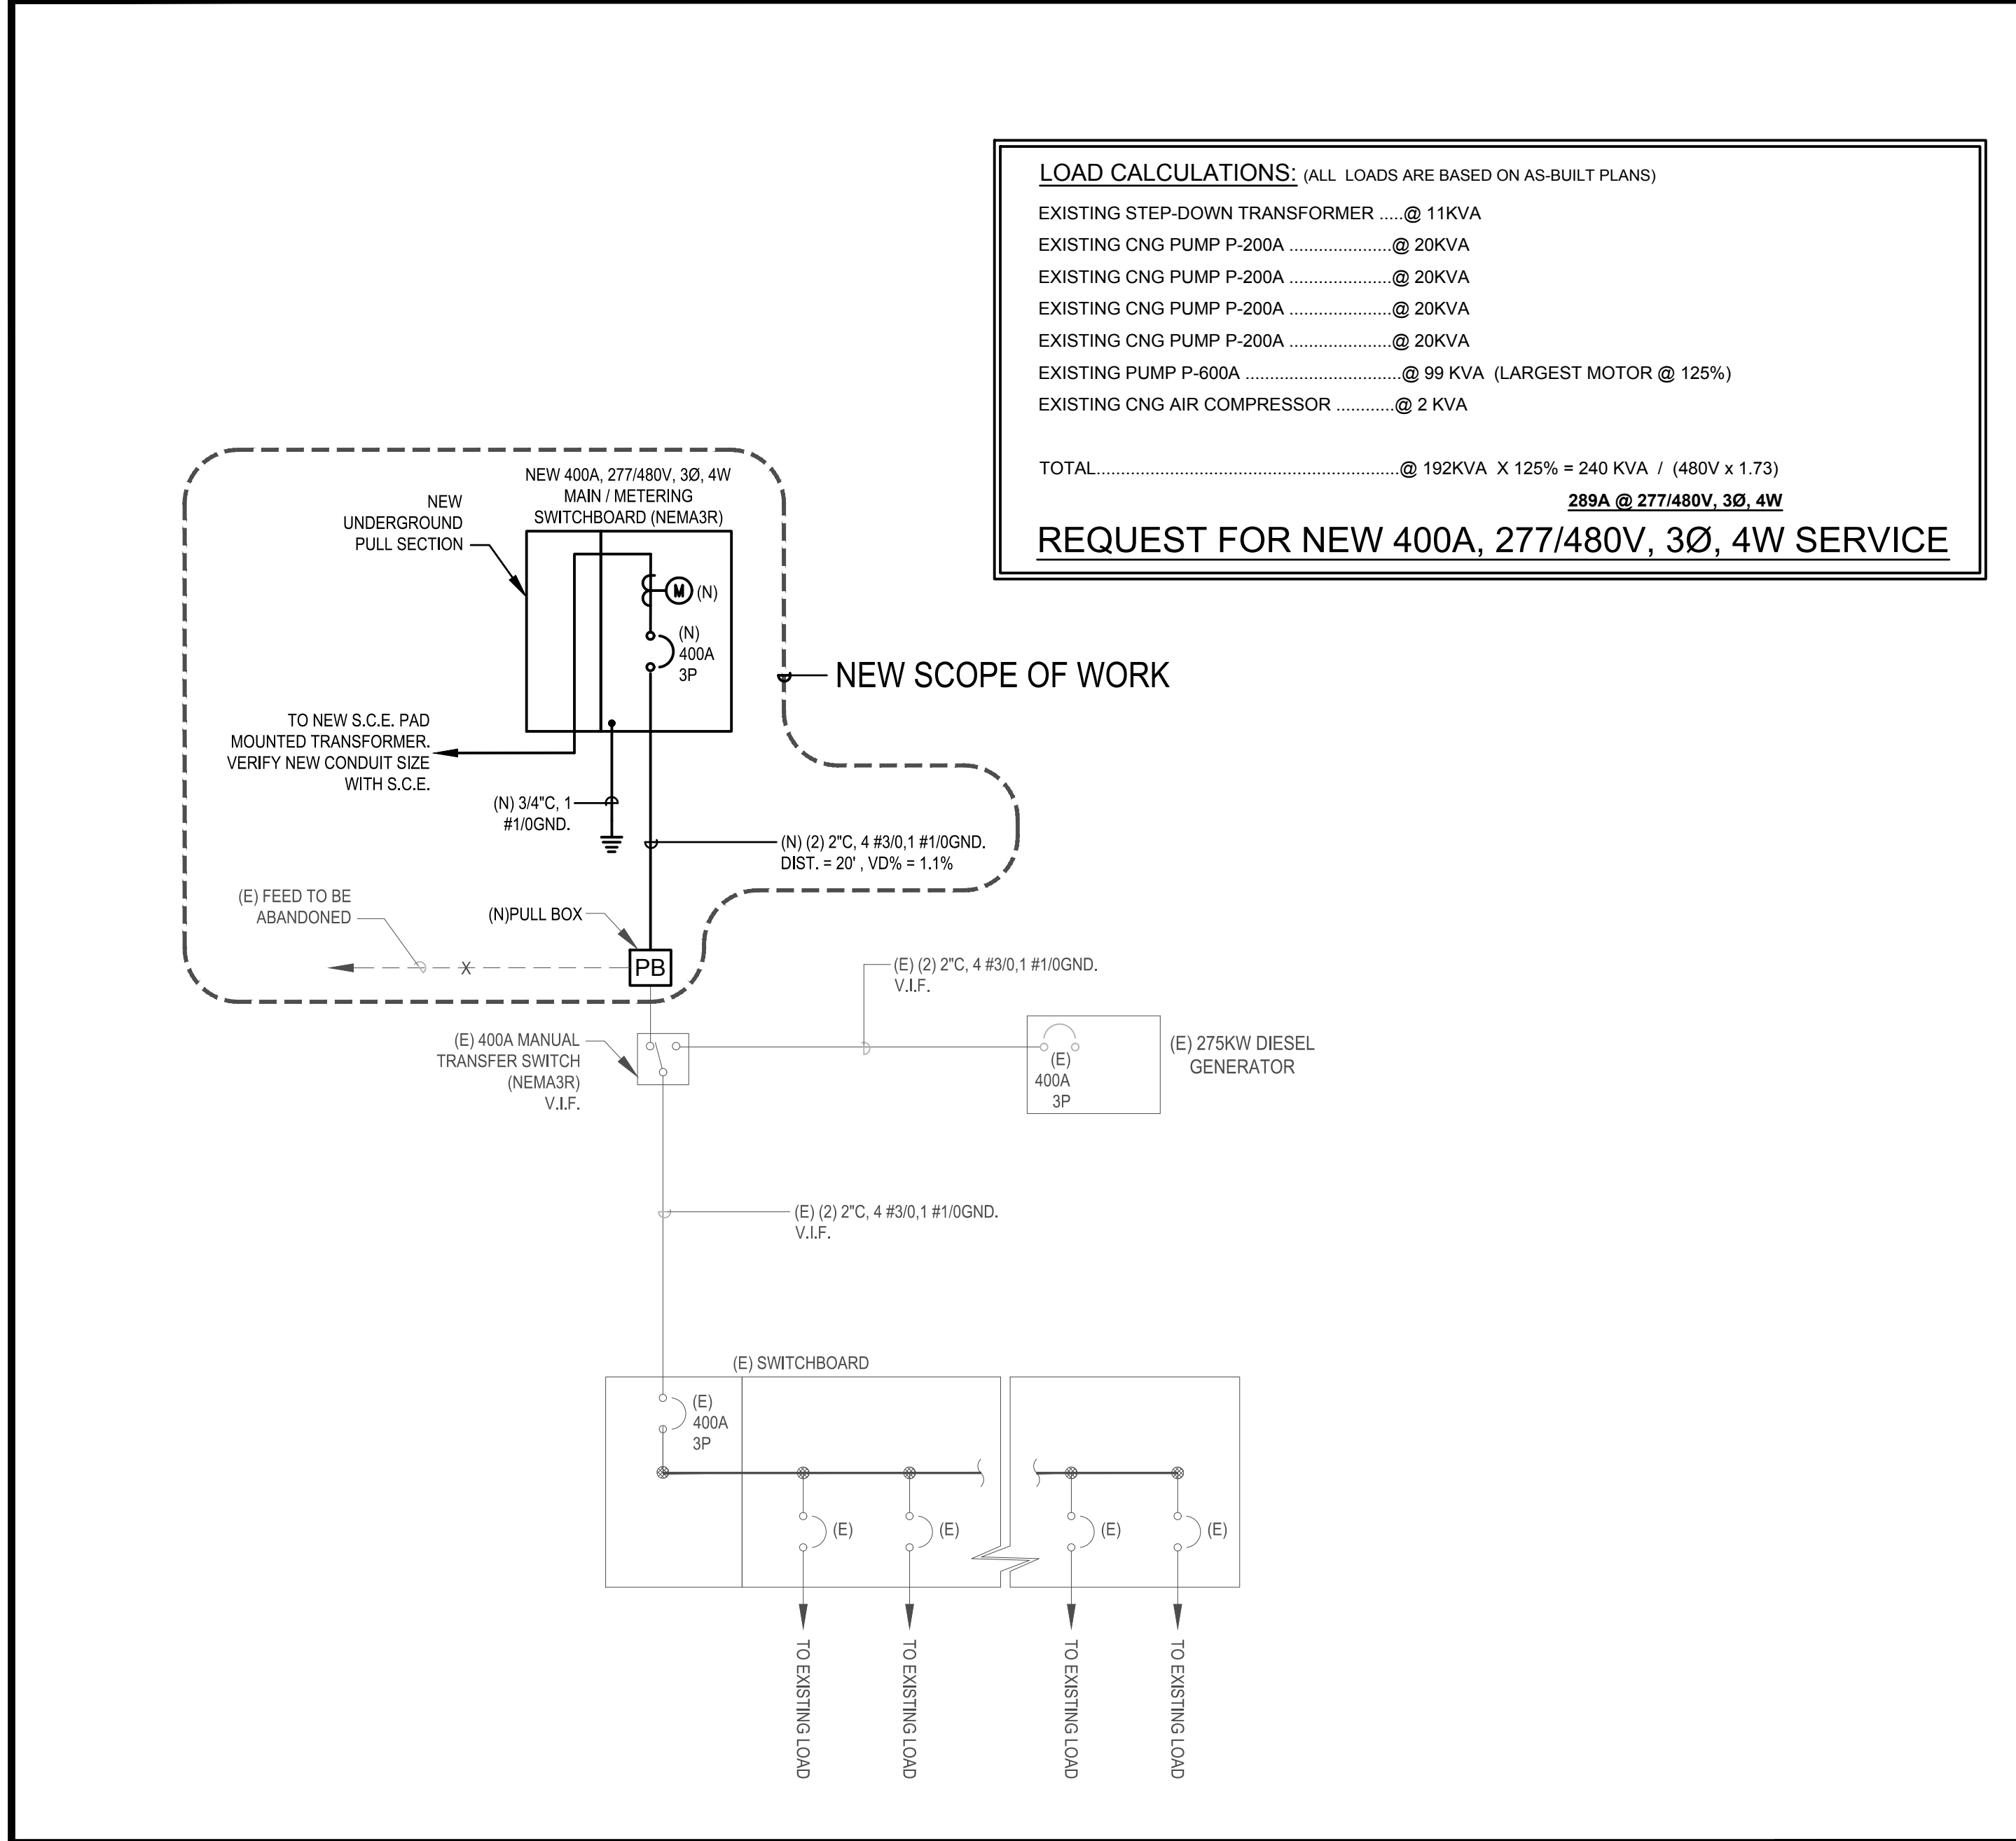 LOAD CALCULATIONS: (ALL LOADS ARE BASED ON AS-BUILT PLANS)
EXISTING STEP-DOWN TRANSFORMER .....@ 11KVA
EXISTING CNG PUMP P-200A .....................@ 20KVA
EXISTING CNG PUMP P-200A .....................@ 20KVA
EXISTING CNG PUMP P-200A .....................@ 20KVA
EXISTING CNG PUMP P-200A .....................@ 20KVA
EXISTING PUMP P-600A ................................@ 99 KVA (LARGEST MOTOR @ 125%)
EXISTING CNG AIR COMPRESSOR ............@ 2 KVA
TOTAL..............................................................@ 192KVA X 125% = 240 KVA / (480V x 1.73)
289A @ 277/480V, 3Ø, 4W
REQUEST FOR NEW 400A, 277/480V, 3Ø, 4W SERVICE
NEW 400A, 277/480V, 3Ø, 4W
MAIN / METERING
SWITCHBOARD (NEMA3R)
NEW
UNDERGROUND
PULL SECTION
M (N)
(N)
400A
3P
NEW SCOPE OF WORK
TO NEW S.C.E. PAD
MOUNTED TRANSFORMER.
VERIFY NEW CONDUIT SIZE
WITH S.C.E.
(N) 3/4"C, 1
#1/0GND.
(N) (2) 2"C, 4 #3/0,1 #1/0GND.
DIST. = 20' , VD% = 1.1%
(E) FEED TO BE
ABANDONED
(N)PULL BOX
X
PB
(E) (2) 2"C, 4 #3/0,1 #1/0GND.
V.I.F.
(E) 400A MANUAL
TRANSFER SWITCH
(NEMA3R)
V.I.F.
(E)
400A
3P
(E) 275KW DIESEL
GENERATOR
(E) (2) 2"C, 4 #3/0,1 #1/0GND.
V.I.F.
(E) SWITCHBOARD
(E)
400A
3P
(E)
(E)
(E)
(E)
TO EXISTING LOAD
TO EXISTING LOAD
TO EXISTING LOAD
TO EXISTING LOAD